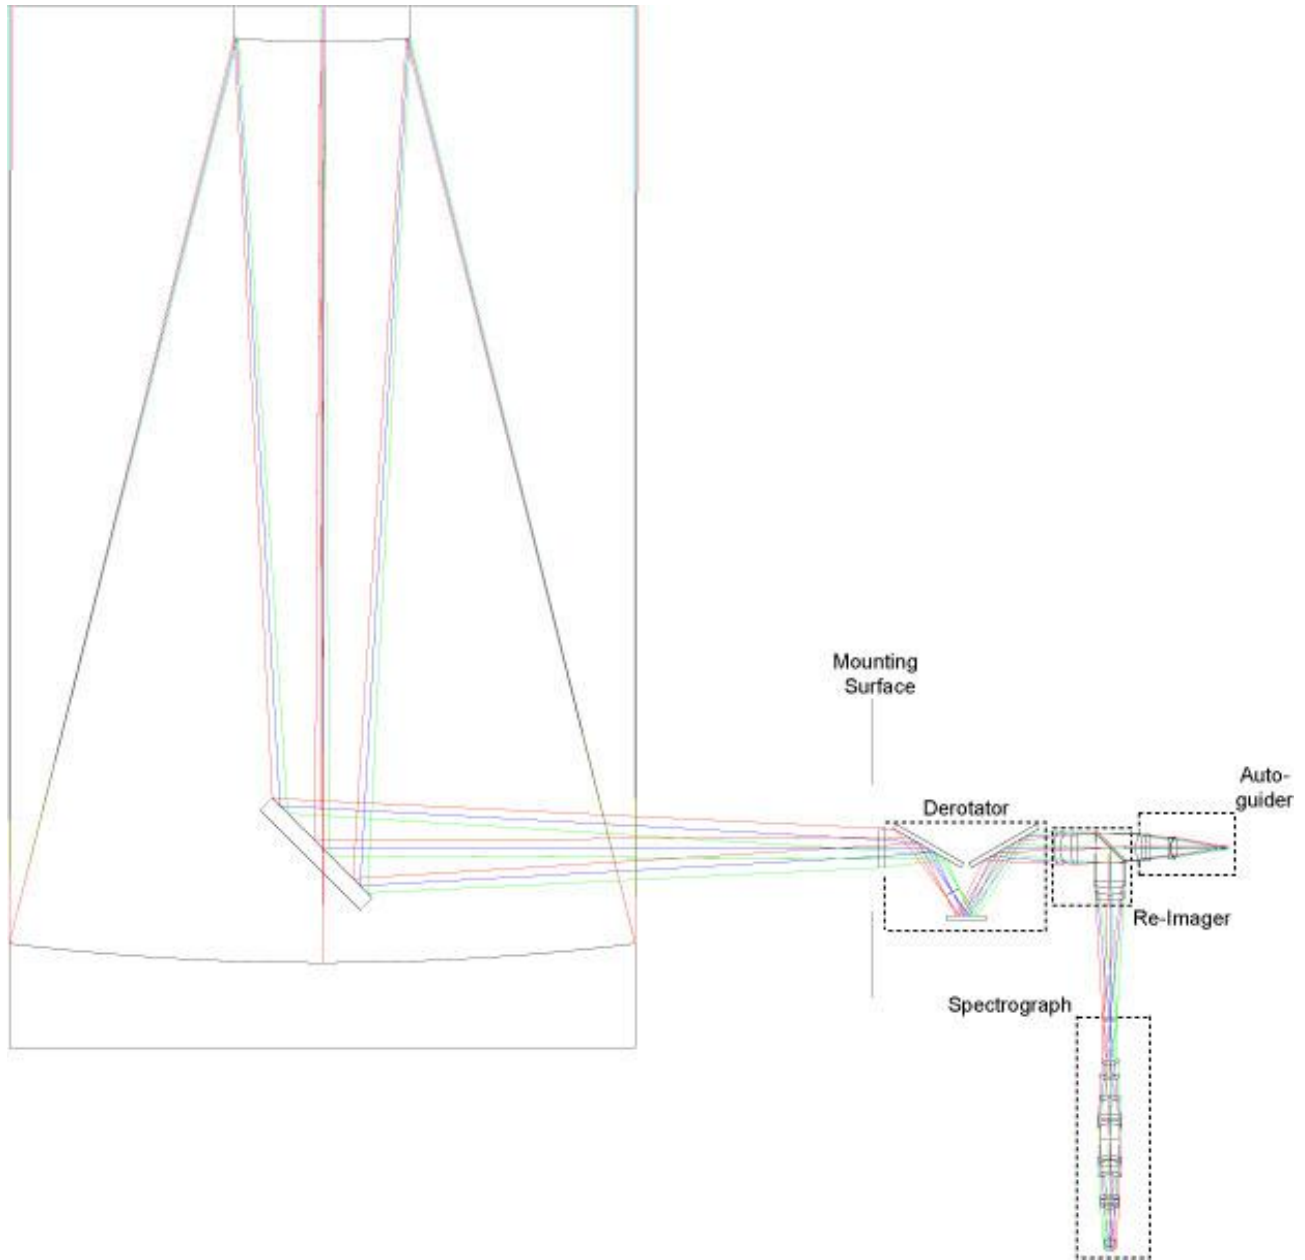 Mounting
Surface
Auto-
guider
Derotator
Re-Imager
Spectrograph